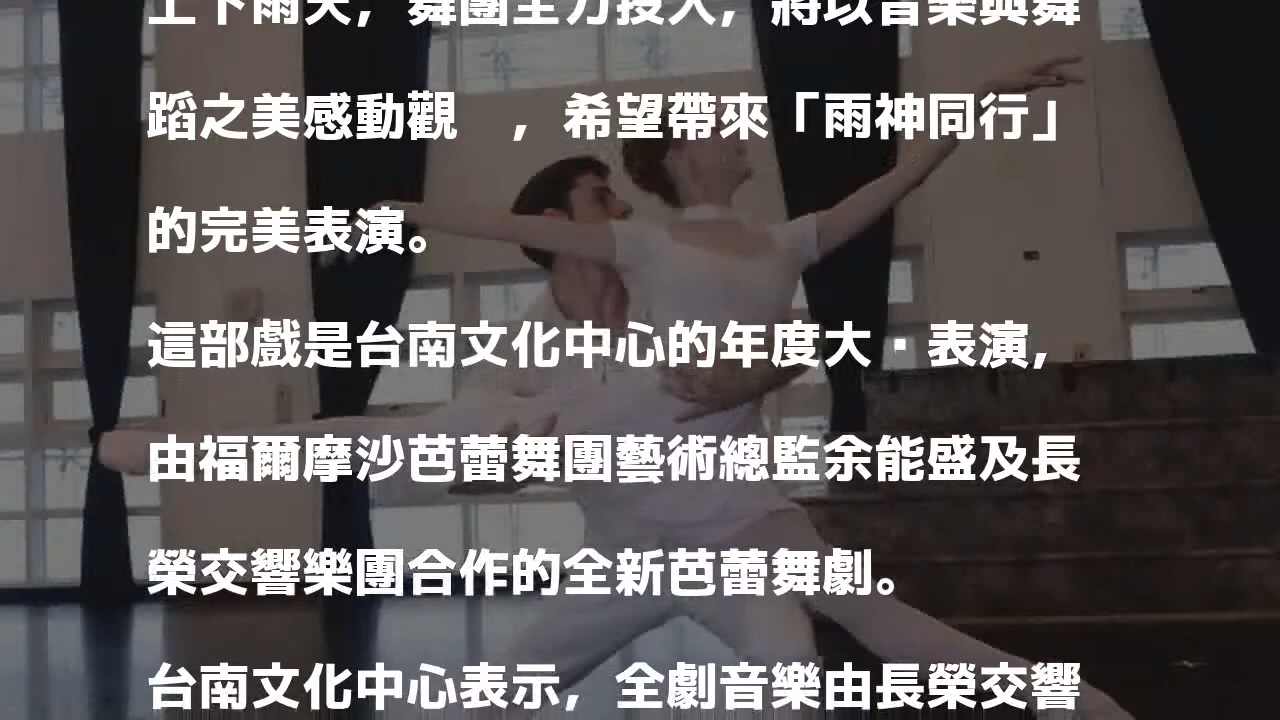 上下雨天，舞團全力投入，將以音樂與舞
蹈之美感動觀　，希望帶來「雨神同行」
的完美表演。
這部戲是台南文化中心的年度大·表演，
由福爾摩沙芭蕾舞團藝術總監余能盛及長
榮交響樂團合作的全新芭蕾舞劇。
台南文化中心表示，全劇音樂由長榮交響